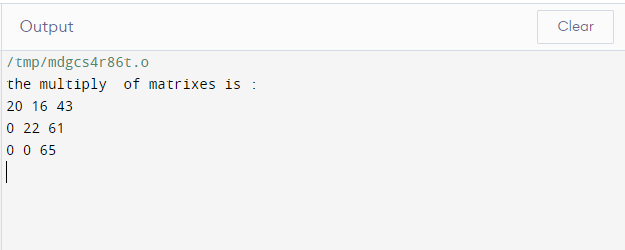 Output
Clear
/tmp/mdgcs4r86t.o
the multiply  of matrixes is :
20 16 43
0 22 61
0 0 65